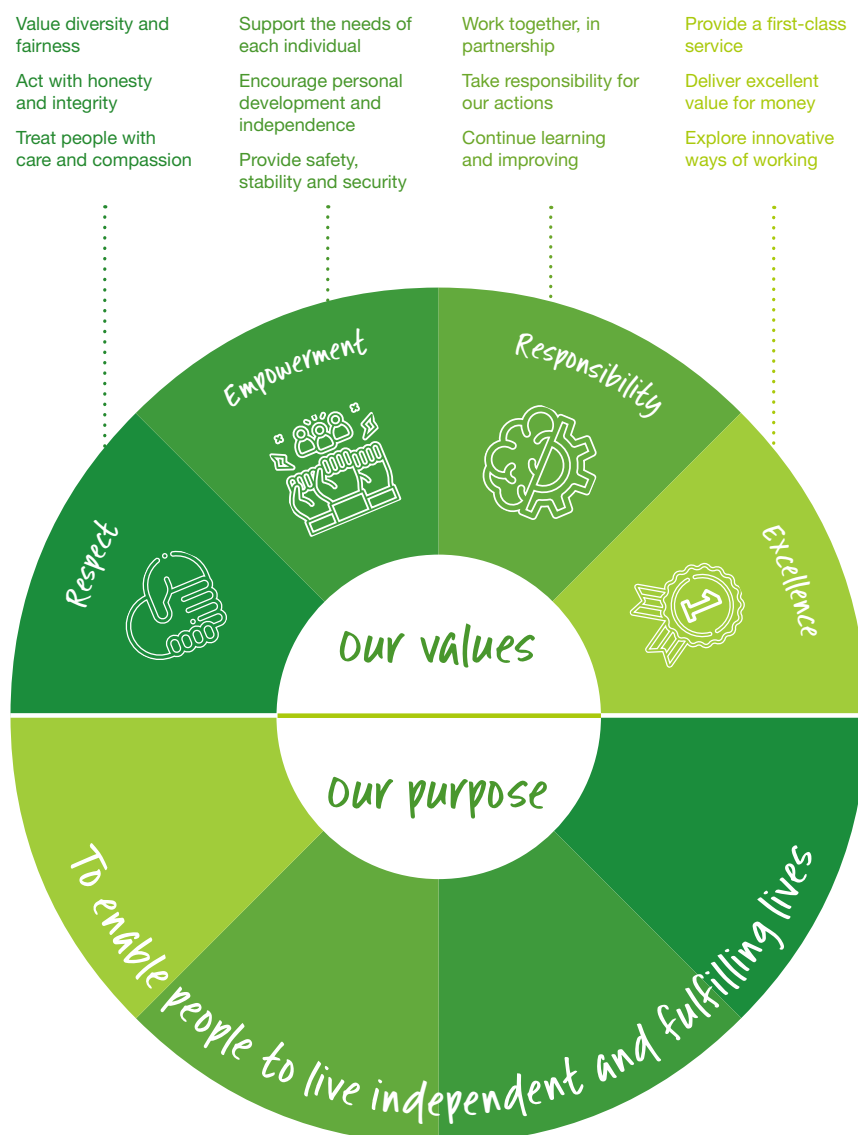 Value diversity and
fairness
Act with honesty
and integrity
Treat people with
care and compassion
Support the needs of
each individual
Encourage personal
development and
independence
Provide safety,
stability and security
Work together, in
partnership
Take responsibility for
our actions
Continue learning
and improving
Provide a first-class
service
Deliver excellent
value for money
Explore innovative
ways of working
Respect
Empowerment
Responsibility
Excellence
1
Our values
Our purpose
To enable people to live independent and fulfilling lives